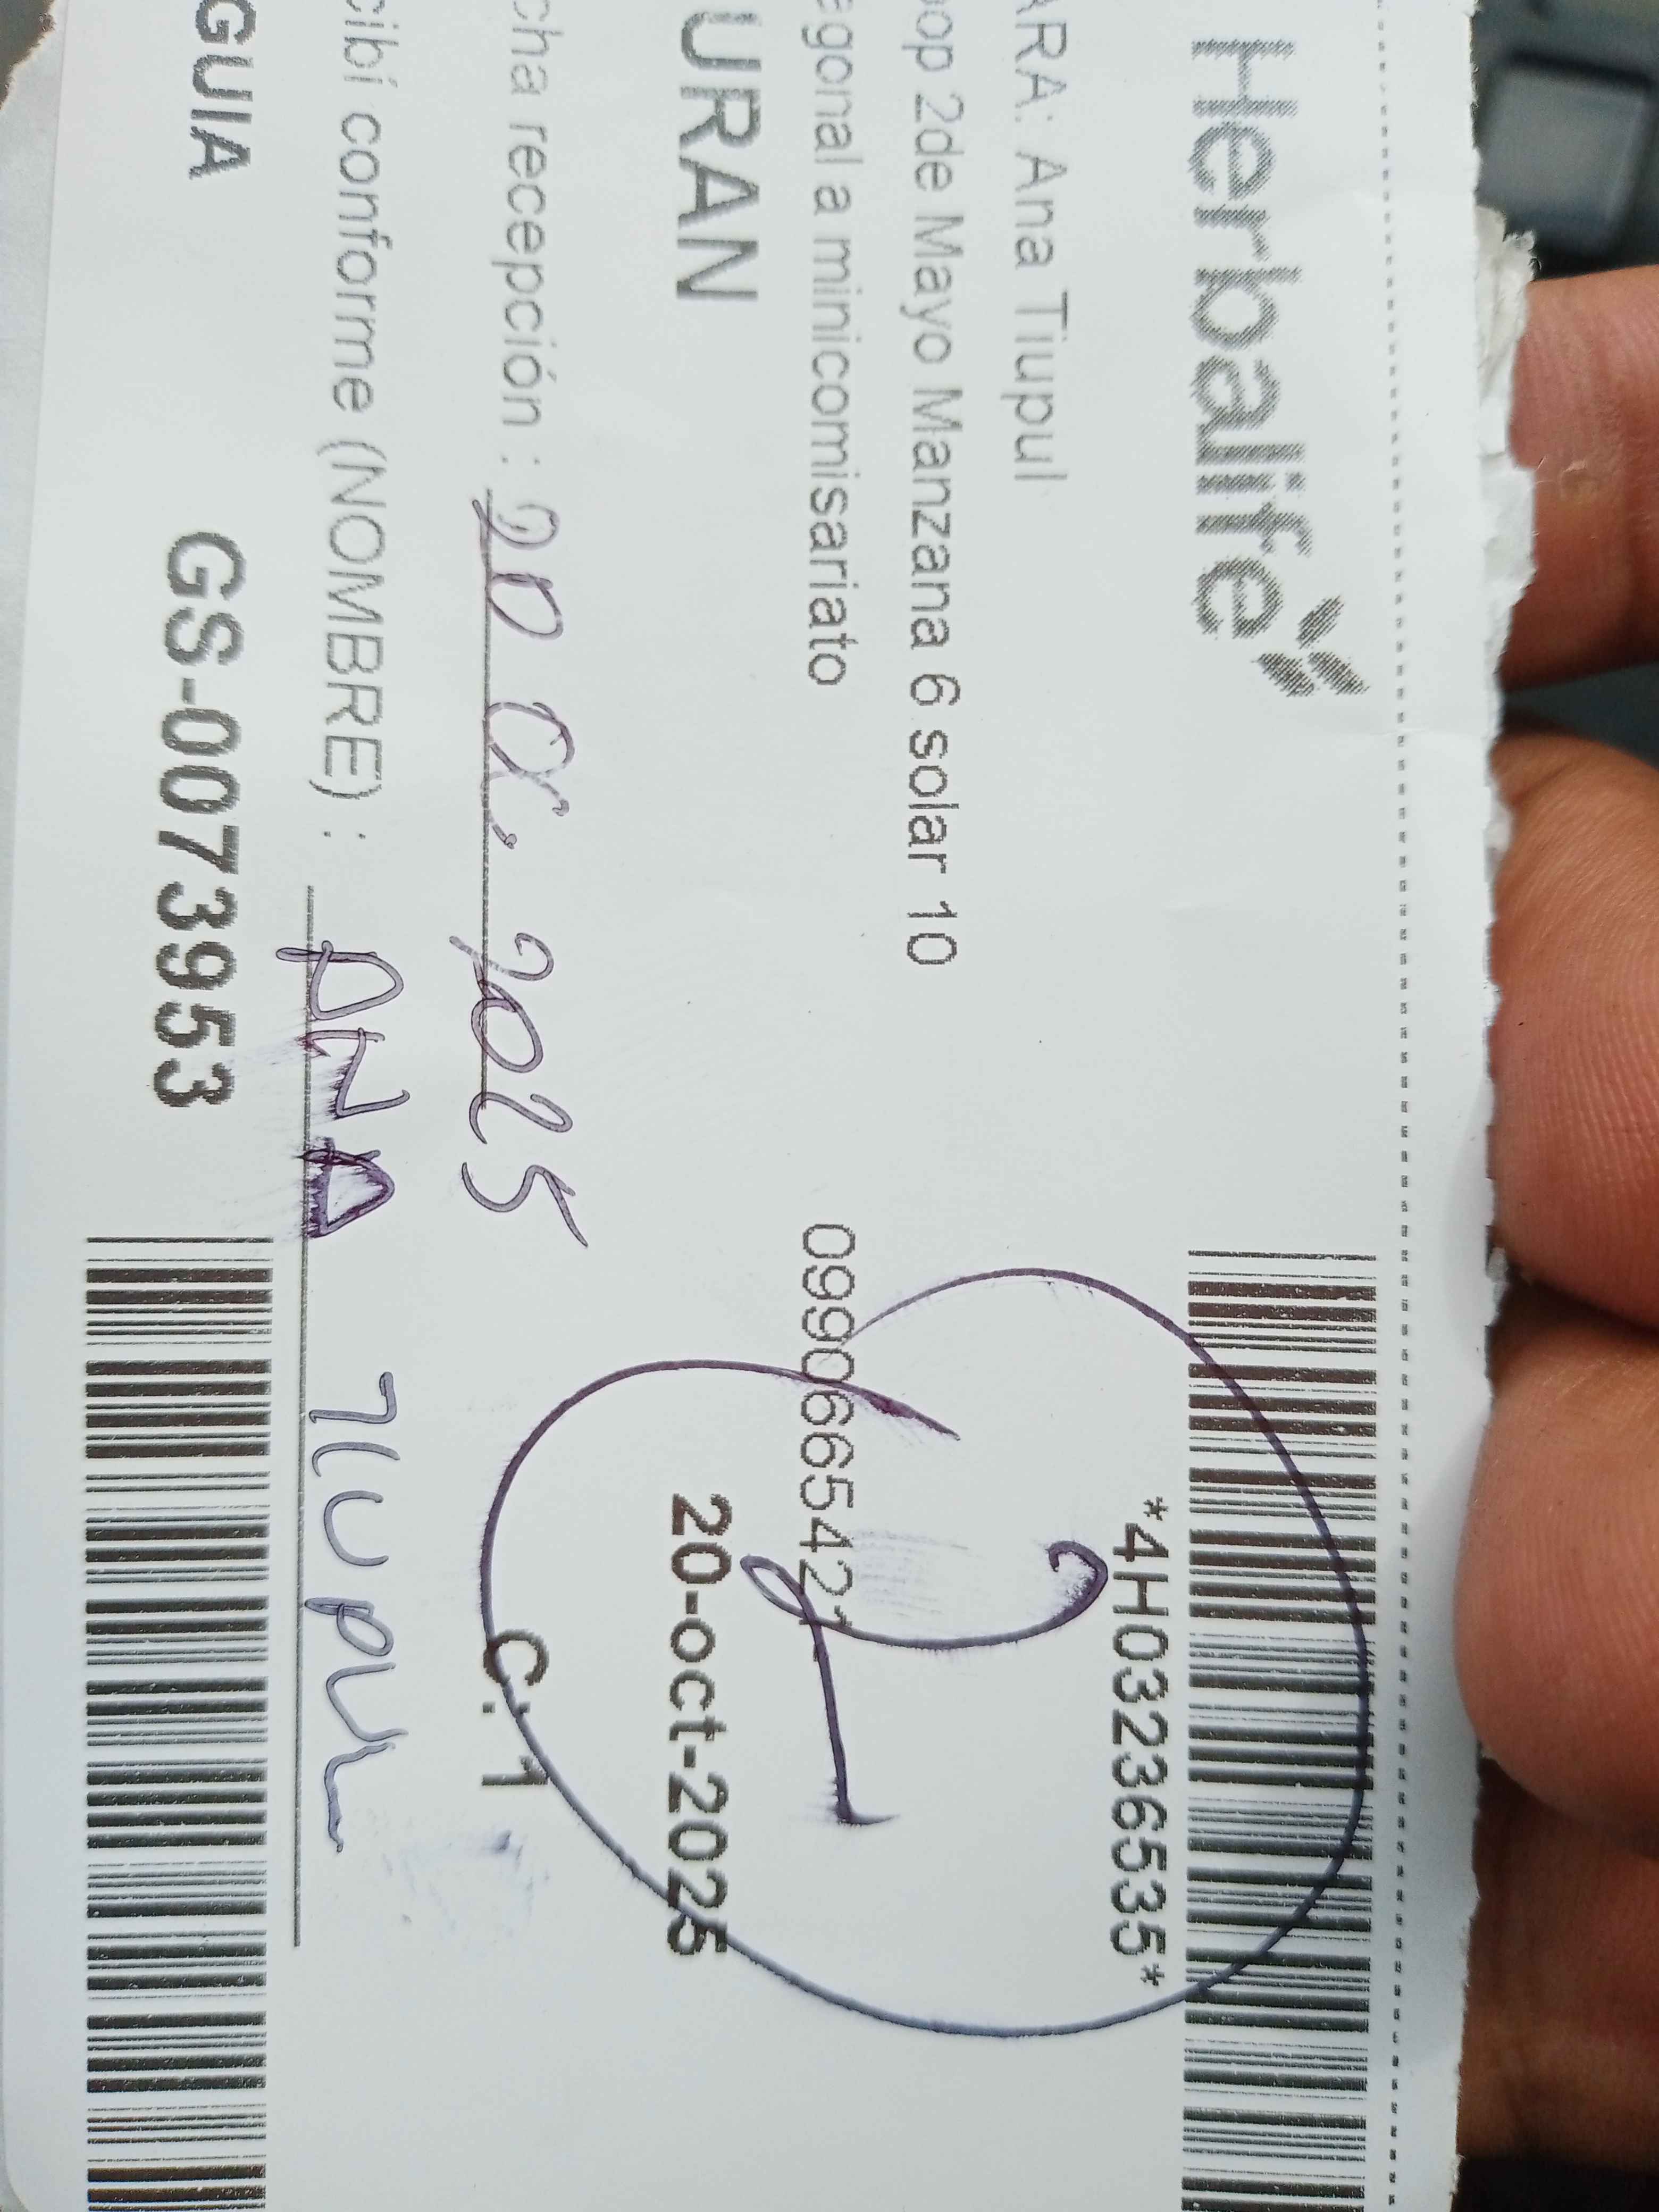 Herbalife
*4H03236535*
ARA: Ana Tiupul
oop 2de Mayo Manzana 6 solar 10
agonal a minicomisariato 0990665421
URAN 20-oct-2025
cha recepción : 20 Oc. 2025 C: 1
cibí conforme (NOMBRE) : ANA TIUPUL
GUIA GS-0073953